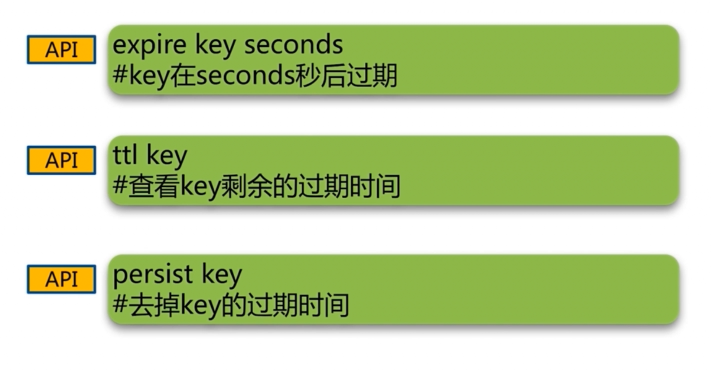 API
expire key seconds
#key在seconds秒后过期
API
ttl key
#查看key剩余的过期时间
API
persist key
#去掉key的过期时间